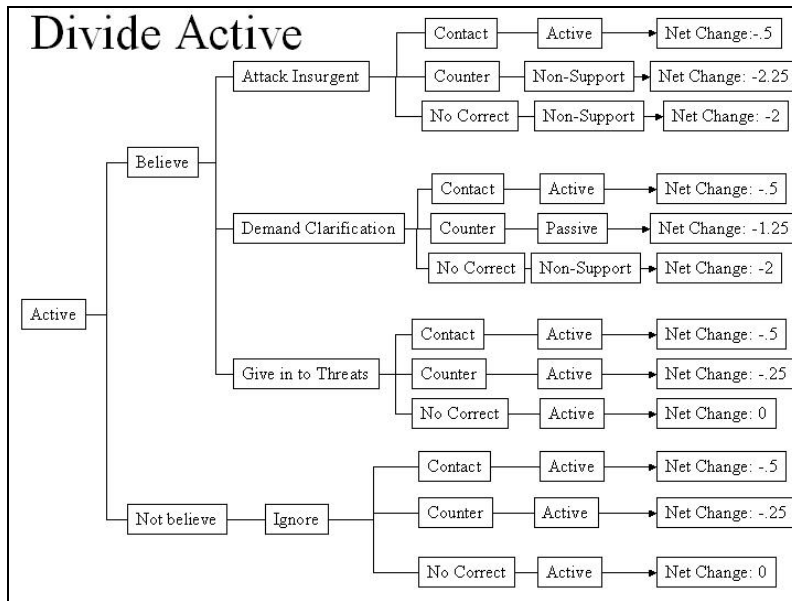 Divide Active
Contact Active Net Change:-.5
Attack Insurgent Counter Non-Support Net Change: -2.25
No Correct Non-Support Net Change: -2
Believe
Contact Active Net Change: -.5
Demand Clarification Counter Passive Net Change: -1.25
No Correct Non-Support Net Change: -2
Active
Contact Active Net Change: -.5
Give in to Threats Counter Active Net Change: -.25
No Correct Active Net Change: 0
Contact Active Net Change: -.5
Not believe Ignore Counter Active Net Change: -.25
No Correct Active Net Change: 0